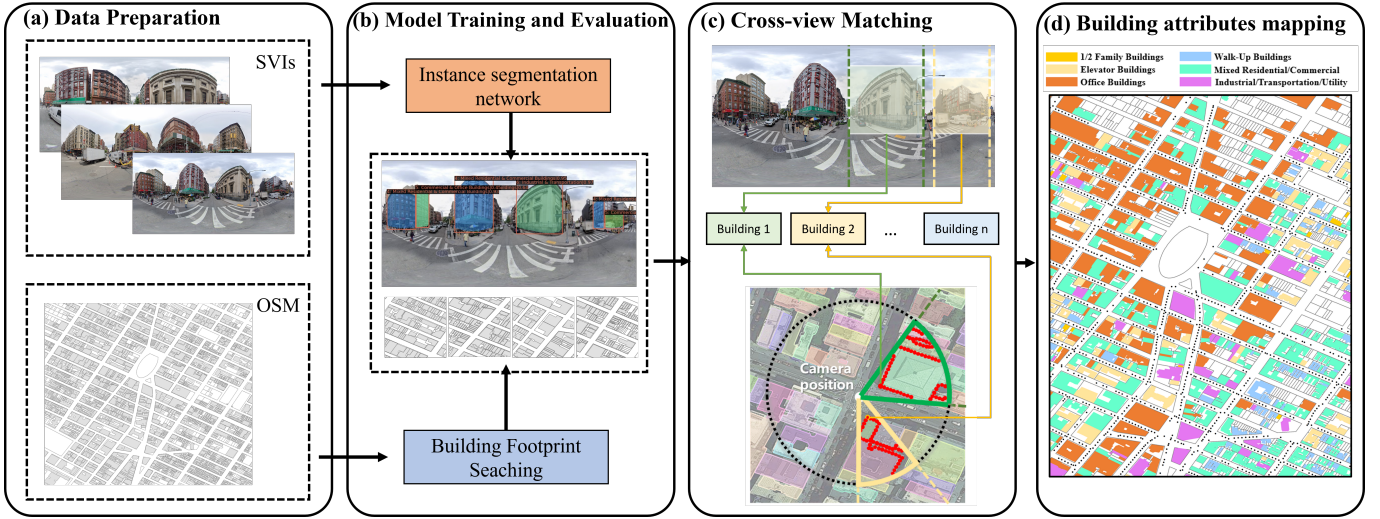 (a) Data Preparation
SVIs
OSM
(b) Model Training and Evaluation
Instance segmentation
network
Building Footprint
Seaching
(c) Cross-view Matching
Building 1
Building 2
...
Building n
Camera
position
(d) Building attributes mapping
1/2 Family Buildings
Walk-Up Buildings
Elevator Buildings
Mixed Residential/Commercial
Office Buildings
Industrial/Transportation/Utility